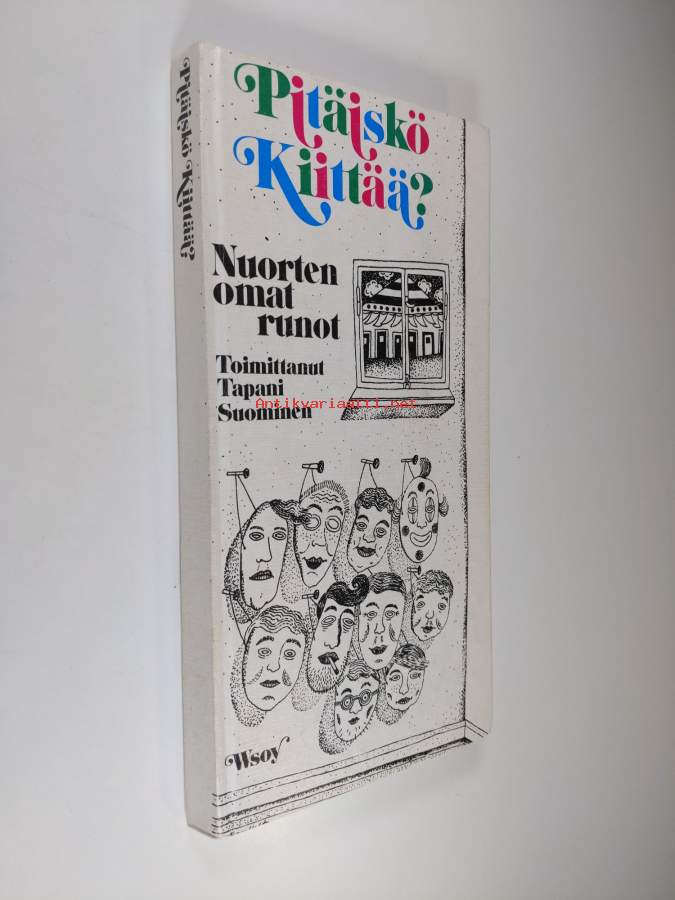 Pitäiskö Kiittää?
Pitäiskö
Kiittää?
Nuorten
omat
runot
Toimittanut
Tapani
Suominen
Antikvariaatti.net
Wsoy